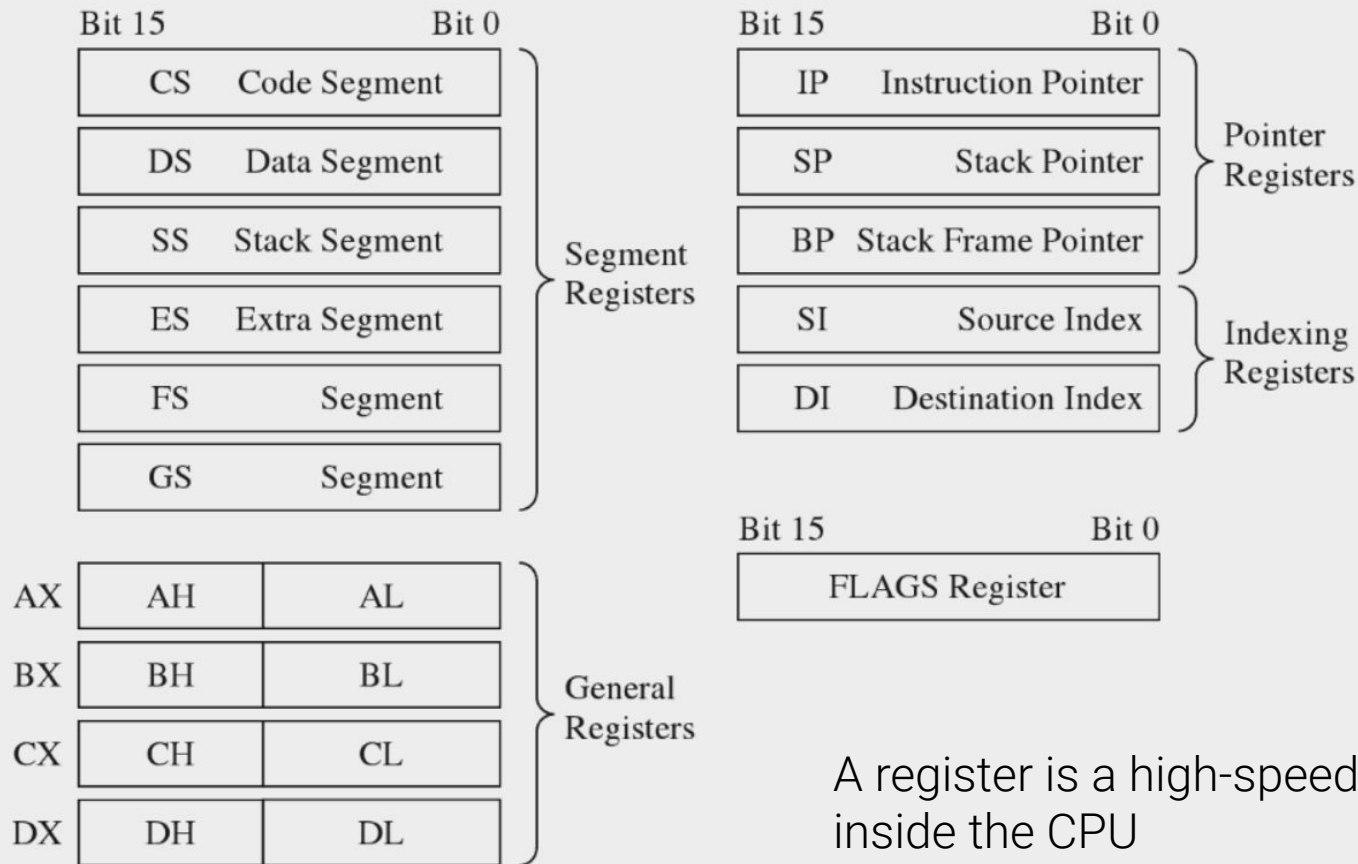 Bit 15 Bit 0
CS Code Segment
DS Data Segment
SS Stack Segment
ES Extra Segment
FS Segment
GS Segment
Segment
Registers
AX AH AL
BX BH BL
CX CH CL
DX DH DL
General
Registers
Bit 15 Bit 0
IP Instruction Pointer
SP Stack Pointer
BP Stack Frame Pointer
Pointer
Registers
SI Source Index
DI Destination Index
Indexing
Registers
Bit 15 Bit 0
FLAGS Register
A register is a high-speed
inside the CPU